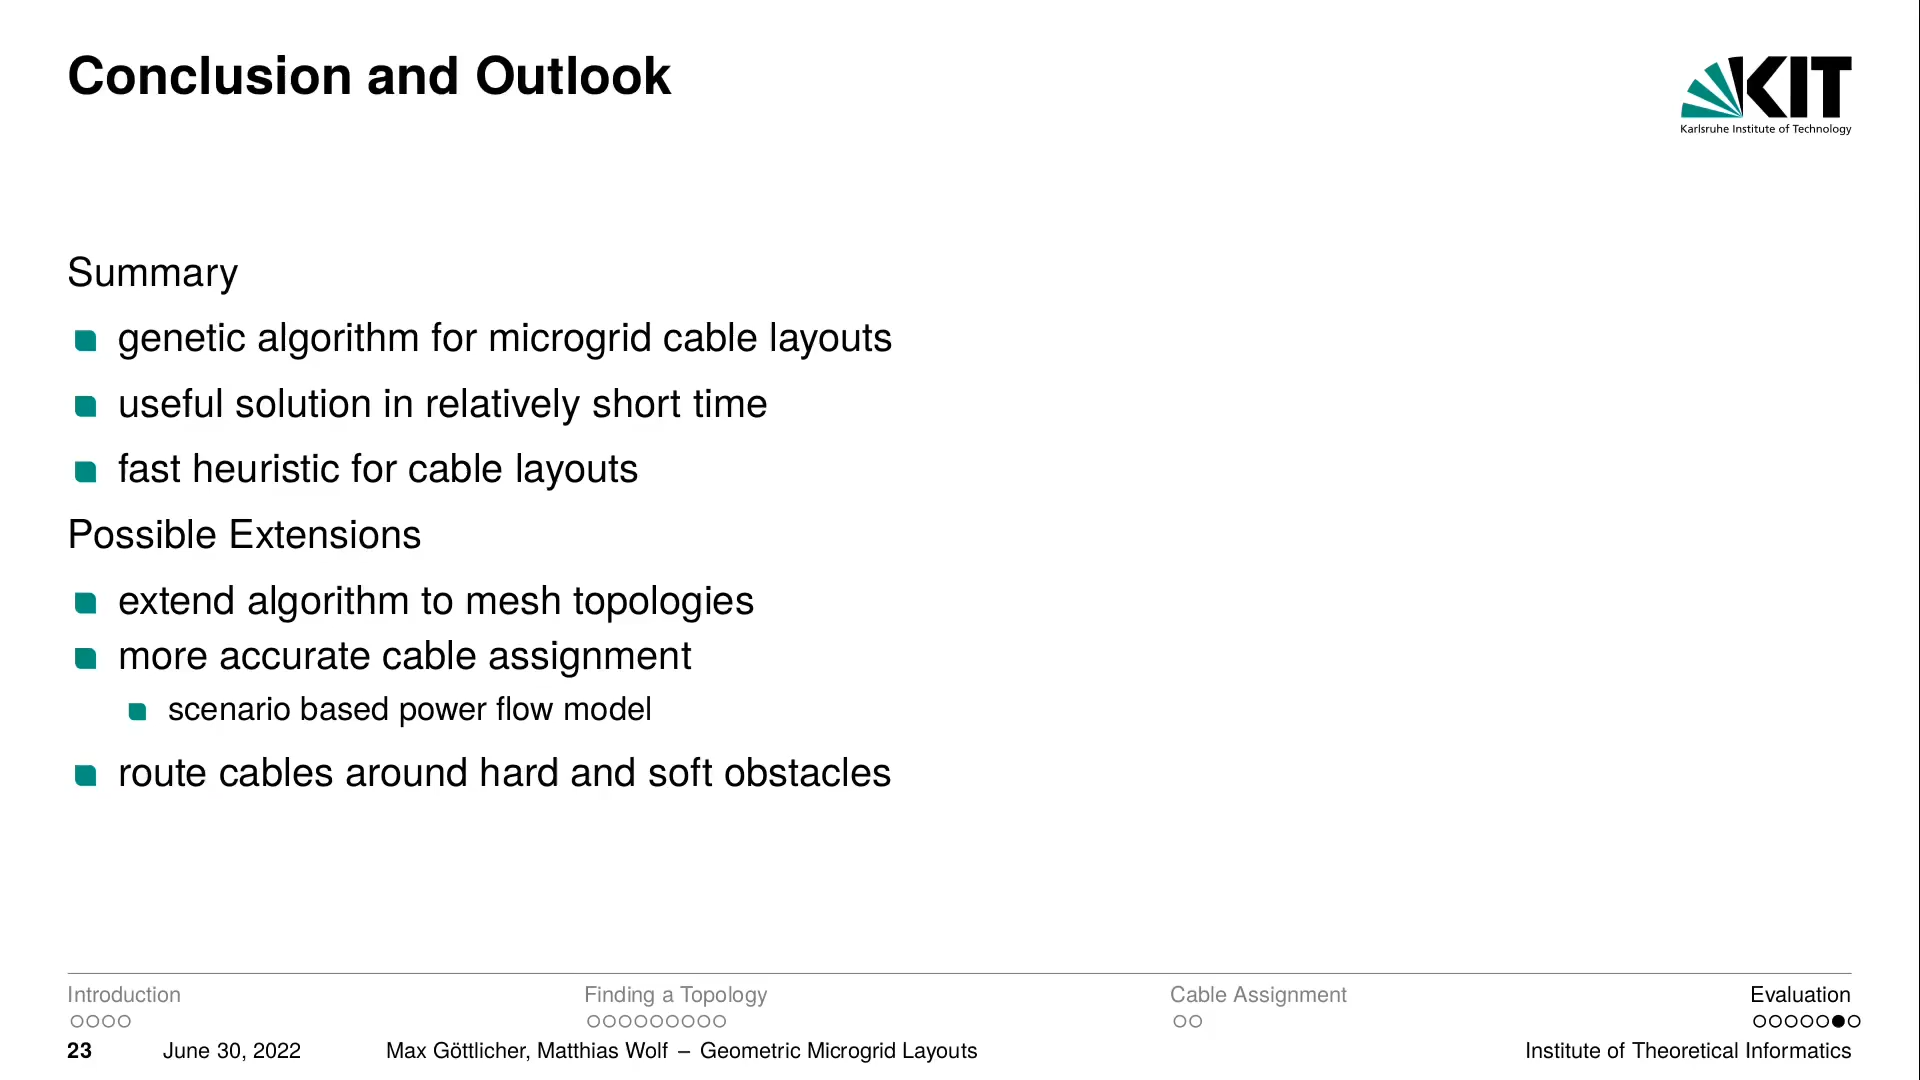 Conclusion and Outlook
KIT
Karlsruhe Institute of Technology
Summary
genetic algorithm for microgrid cable layouts
useful solution in relatively short time
fast heuristic for cable layouts
Possible Extensions
extend algorithm to mesh topologies
more accurate cable assignment
scenario based power flow model
route cables around hard and soft obstacles
Introduction Finding a Topology Cable Assignment Evaluation
23 June 30, 2022 Max Göttlicher, Matthias Wolf – Geometric Microgrid Layouts Institute of Theoretical Informatics